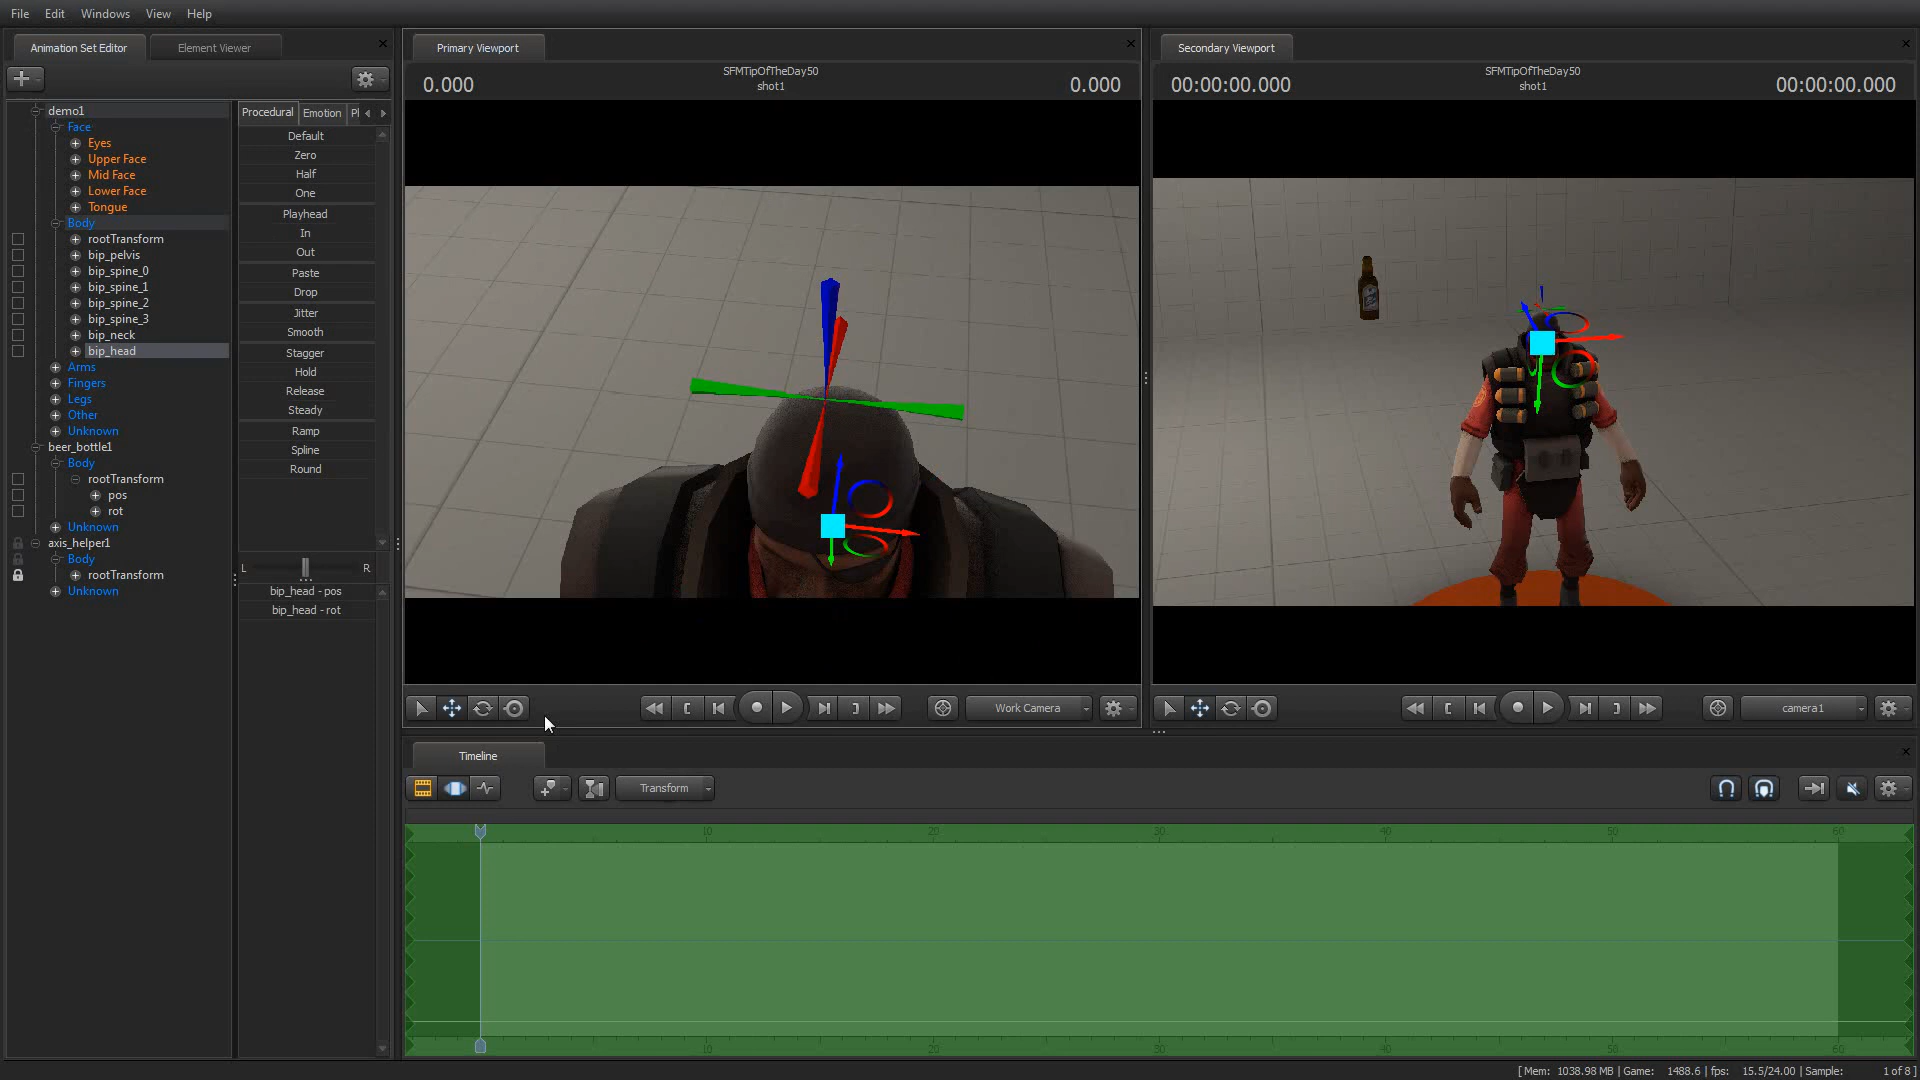 File Edit Windows View Help
Animation Set Editor
Element Viewer
demo1
Face
Eyes
Upper Face
Mid Face
Lower Face
Tongue
Body
rootTransform
bip_pelvis
bip_spine_0
bip_spine_1
bip_spine_2
bip_spine_3
bip_neck
bip_head
Arms
Fingers
Legs
Other
Unknown
beer_bottle1
Body
rootTransform
pos
rot
Unknown
axis_helper1
Body
rootTransform
Unknown
Procedural Emotion
Default
Zero
Half
One
Playhead
In
Out
Paste
Drop
Jitter
Smooth
Stagger
Hold
Release
Steady
Ramp
Spline
Round
L R
bip_head - pos
bip_head - rot
Primary Viewport
0.000
SFMTipOfTheDay50
shot1
0.000
Work Camera
Secondary Viewport
00:00:00.000
SFMTipOfTheDay50
shot1
00:00:00.000
camera1
Timeline
Transform
10 20 30 40 50 60
10 20 30 40 50 60
[ Mem: 1038.98 MB | Game: 1488.6 | fps: 15.5/24.00 | Sample: 1 of 8 ]